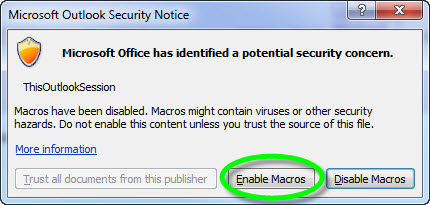 Microsoft Outlook Security Notice
Microsoft Office has identified a potential security concern.
ThisOutlookSession
Macros have been disabled. Macros might contain viruses or other security
hazards. Do not enable this content unless you trust the source of this file.
More information
Trust all documents from this publisher Enable Macros Disable Macros